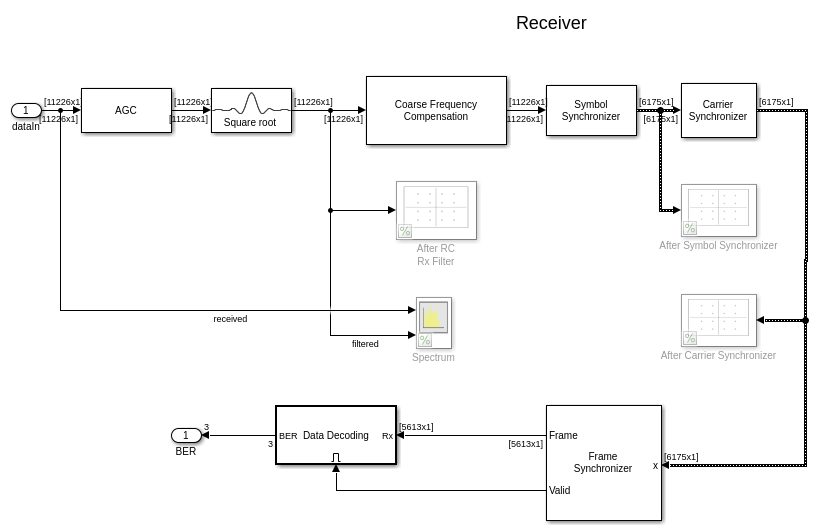 Receiver
1
dataIn
[11226x1]
[11226x1]
AGC
[11226x1]
[11226x1]
Square root
[11226x1]
[11226x1]
Coarse Frequency
Compensation
[11226x1]
11226x1]
Symbol
Synchronizer
[6175x1]
[6175x1]
Carrier
Synchronizer
[6175x1]
%
After RC
Rx Filter
%
After Symbol Synchronizer
received
filtered
%
Spectrum
%
After Carrier Synchronizer
3
1
BER
3
BER
Data Decoding
Rx
[5613x1]
[5613x1]
Frame
Frame
Synchronizer
Valid
x
[6175x1]